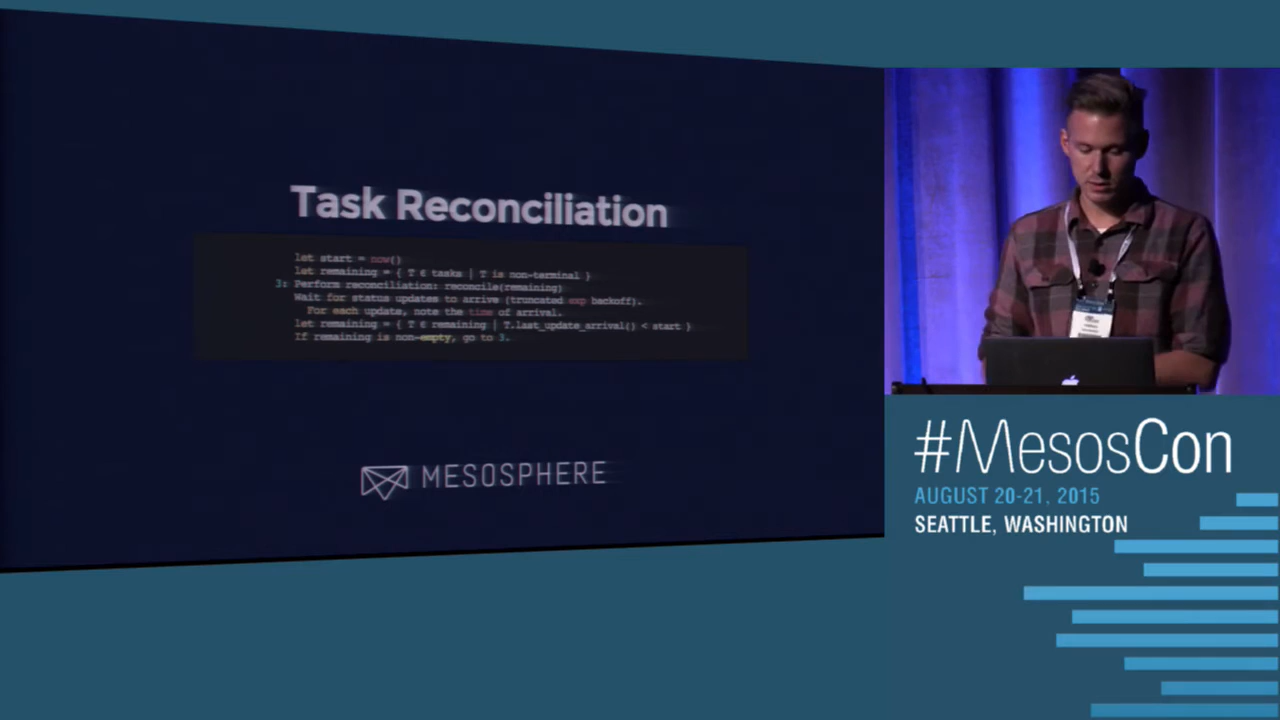 Task Reconciliation
let start = now()
let remaining = { T ∈ tasks | T is non-terminal }
3: Perform reconciliation: reconcile(remaining)
Wait for status updates to arrive (truncated exp backoff).
For each update, note the time of arrival.
let remaining = { T ∈ remaining | T.last_update_arrival() < start }
If remaining is non-empty, go to 3.
MESOSPHERE
#MesosCon
AUGUST 20-21, 2015
SEATTLE, WASHINGTON